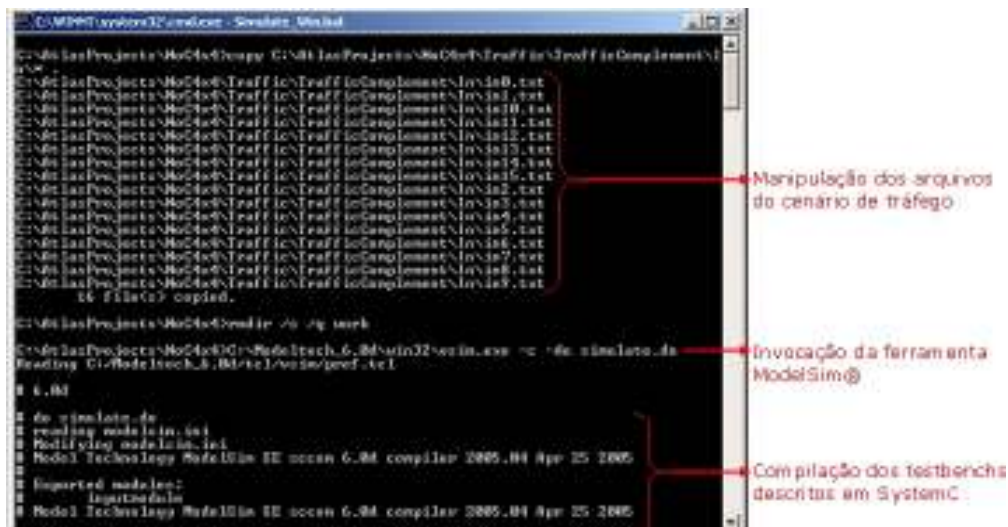 C:\WINNT\system32\cmd.exe - Simulate_Win.bat
C:\AtlasProjects\NoC4x4>copy C:\AtlasProjects\NoC4x4\Traffic\TrafficComplement\I
n\*
C:\AtlasProjects\NoC4x4\Traffic\TrafficComplement\In\in0.txt
C:\AtlasProjects\NoC4x4\Traffic\TrafficComplement\In\in1.txt
C:\AtlasProjects\NoC4x4\Traffic\TrafficComplement\In\in10.txt
C:\AtlasProjects\NoC4x4\Traffic\TrafficComplement\In\in11.txt
C:\AtlasProjects\NoC4x4\Traffic\TrafficComplement\In\in12.txt
C:\AtlasProjects\NoC4x4\Traffic\TrafficComplement\In\in13.txt
C:\AtlasProjects\NoC4x4\Traffic\TrafficComplement\In\in14.txt
C:\AtlasProjects\NoC4x4\Traffic\TrafficComplement\In\in15.txt
C:\AtlasProjects\NoC4x4\Traffic\TrafficComplement\In\in2.txt
C:\AtlasProjects\NoC4x4\Traffic\TrafficComplement\In\in3.txt
C:\AtlasProjects\NoC4x4\Traffic\TrafficComplement\In\in4.txt
C:\AtlasProjects\NoC4x4\Traffic\TrafficComplement\In\in5.txt
C:\AtlasProjects\NoC4x4\Traffic\TrafficComplement\In\in6.txt
C:\AtlasProjects\NoC4x4\Traffic\TrafficComplement\In\in7.txt
C:\AtlasProjects\NoC4x4\Traffic\TrafficComplement\In\in8.txt
C:\AtlasProjects\NoC4x4\Traffic\TrafficComplement\In\in9.txt
16 file(s) copied.
Manipulação dos arquivos
do cenário de tráfego
C:\AtlasProjects\NoC4x4>rmdir /s /q work
C:\AtlasProjects\NoC4x4>C:\Modeltech_6.0d\win32\vsim.exe -c -do simulate.do
Reading C:/Modeltech_6.0d/tcl/vsim/pref.tcl
Invocação da ferramenta
ModelSim®
# 6.0d
# do simulate.do
# reading modelsim.ini
# Modifying modelsim.ini
# Model Technology ModelSim SE sccom 6.0d compiler 2005.04 Apr 25 2005
#
# Exported modules:
# inputmodule
# Model Technology ModelSim SE sccom 6.0d compiler 2005.04 Apr 25 2005
Compilação dos testbenchs
descritos em SystemC